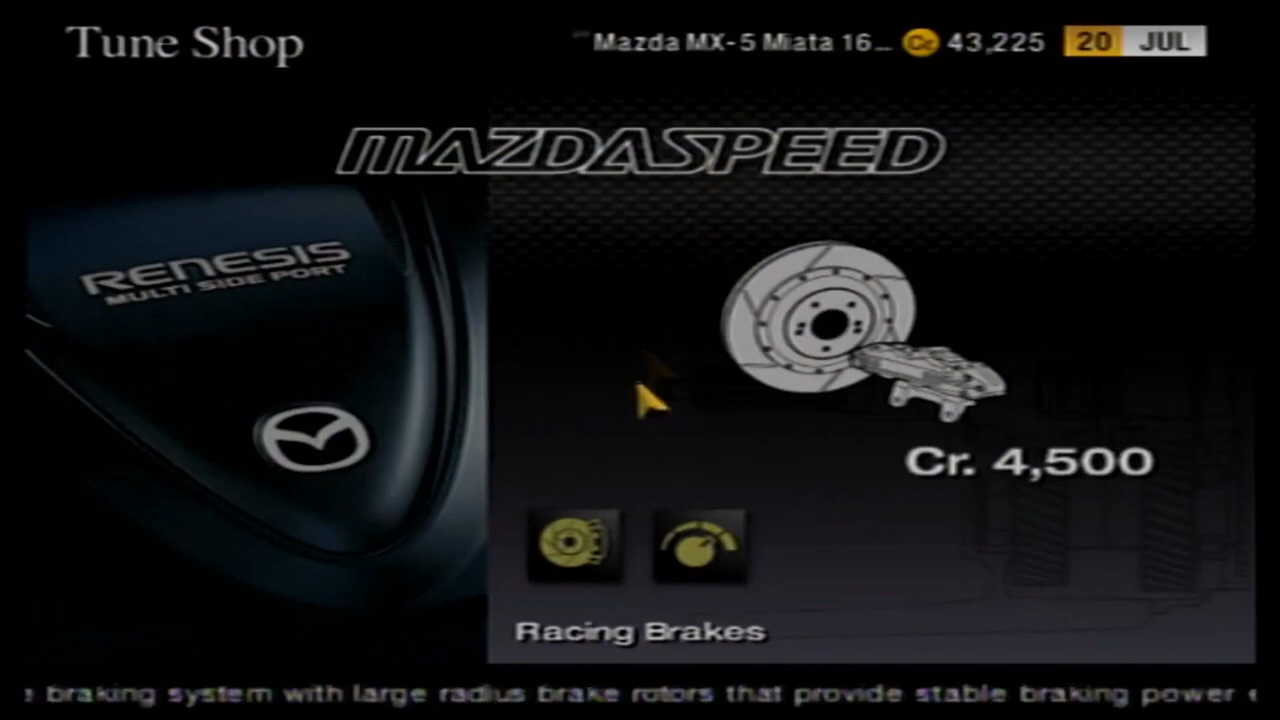 Tune Shop
Mazda MX-5 Miata 16... Cr 43,225 20 JUL
MAZDASPEED
RENESIS
MULTI SIDE PORT
Cr. 4,500
Racing Brakes
braking system with large radius brake rotors that provide stable braking power